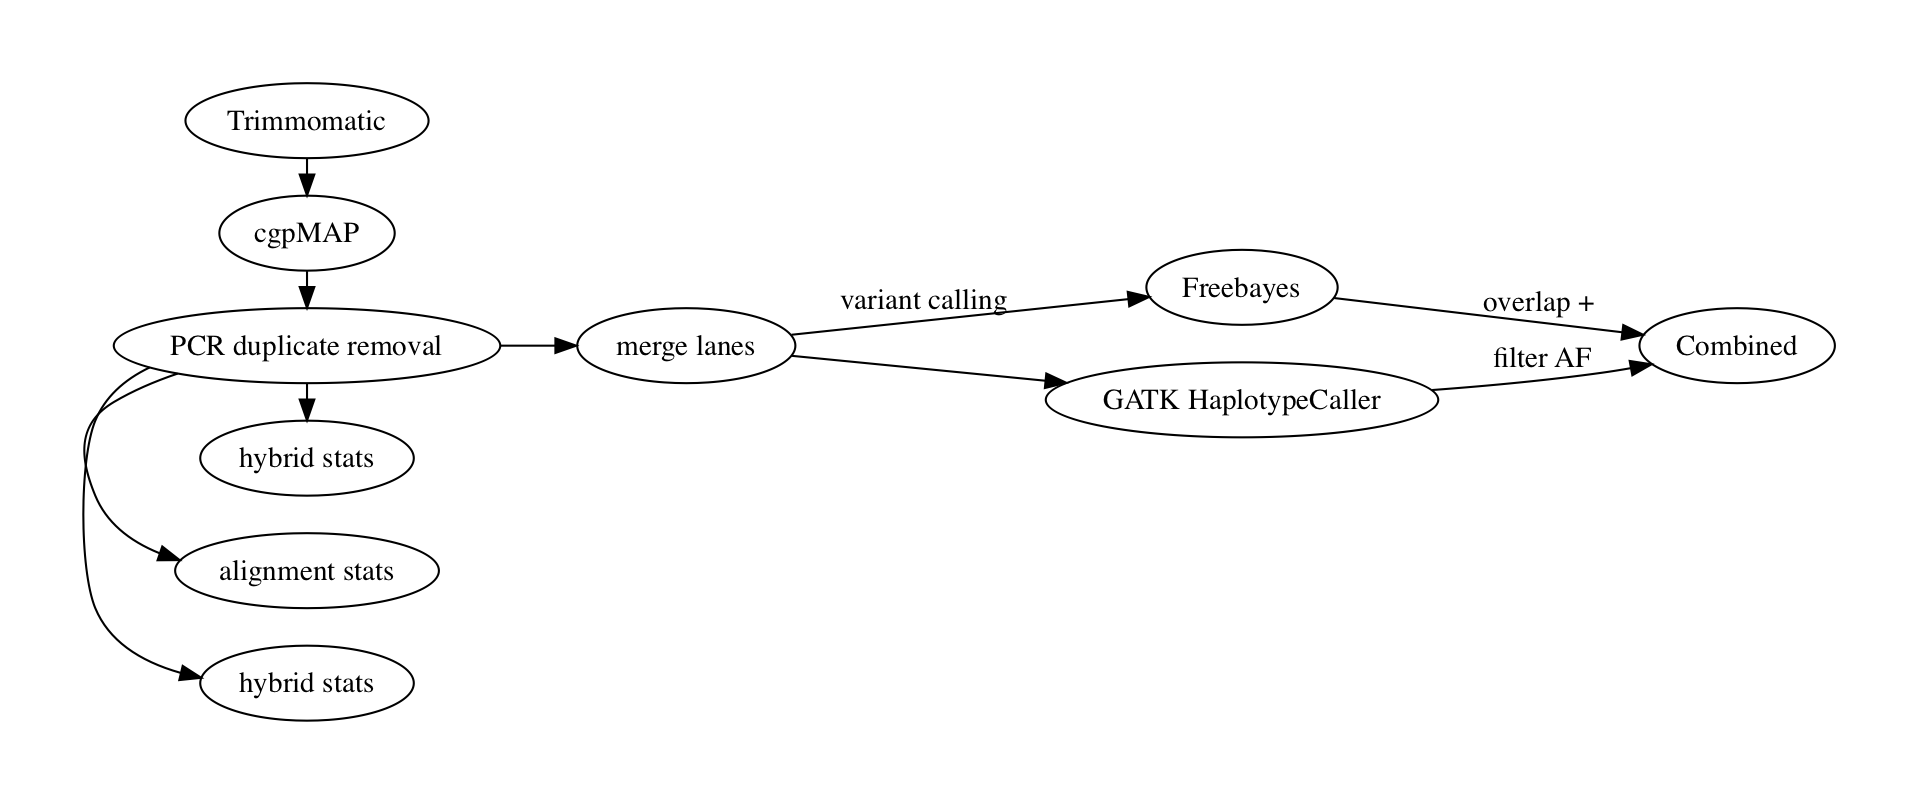 Trimmomatic
cgpMAP
PCR duplicate removal
hybrid stats
alignment stats
hybrid stats
merge lanes
variant calling
Freebayes
GATK HaplotypeCaller
overlap +
filter AF
Combined